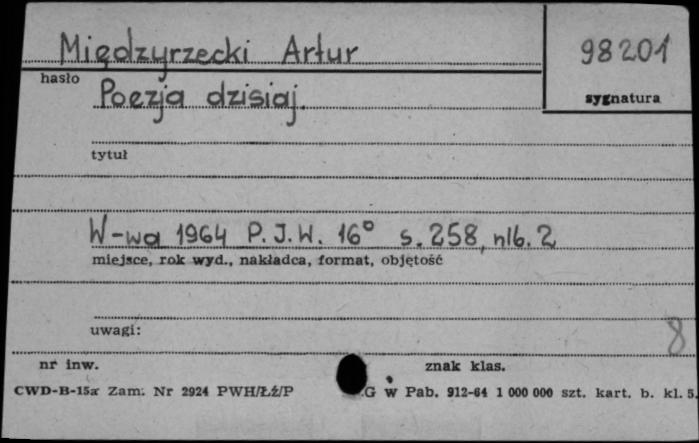 Międzyrzecki Artur
98201
hasło
sygnatura
Poezja dzisiaj.
tytuł
W-wa 1964 P.J.W. 16° s. 258, nlb. 2
miejsce, rok wyd., nakładca, format, objętość
uwagi:
8
nr inw.
znak klas.
CWD-B-15a Zam. Nr 2924 PWH/Łż/P
G w Pab. 912-64 1 000 000 szt. kart. b. kl. 5.